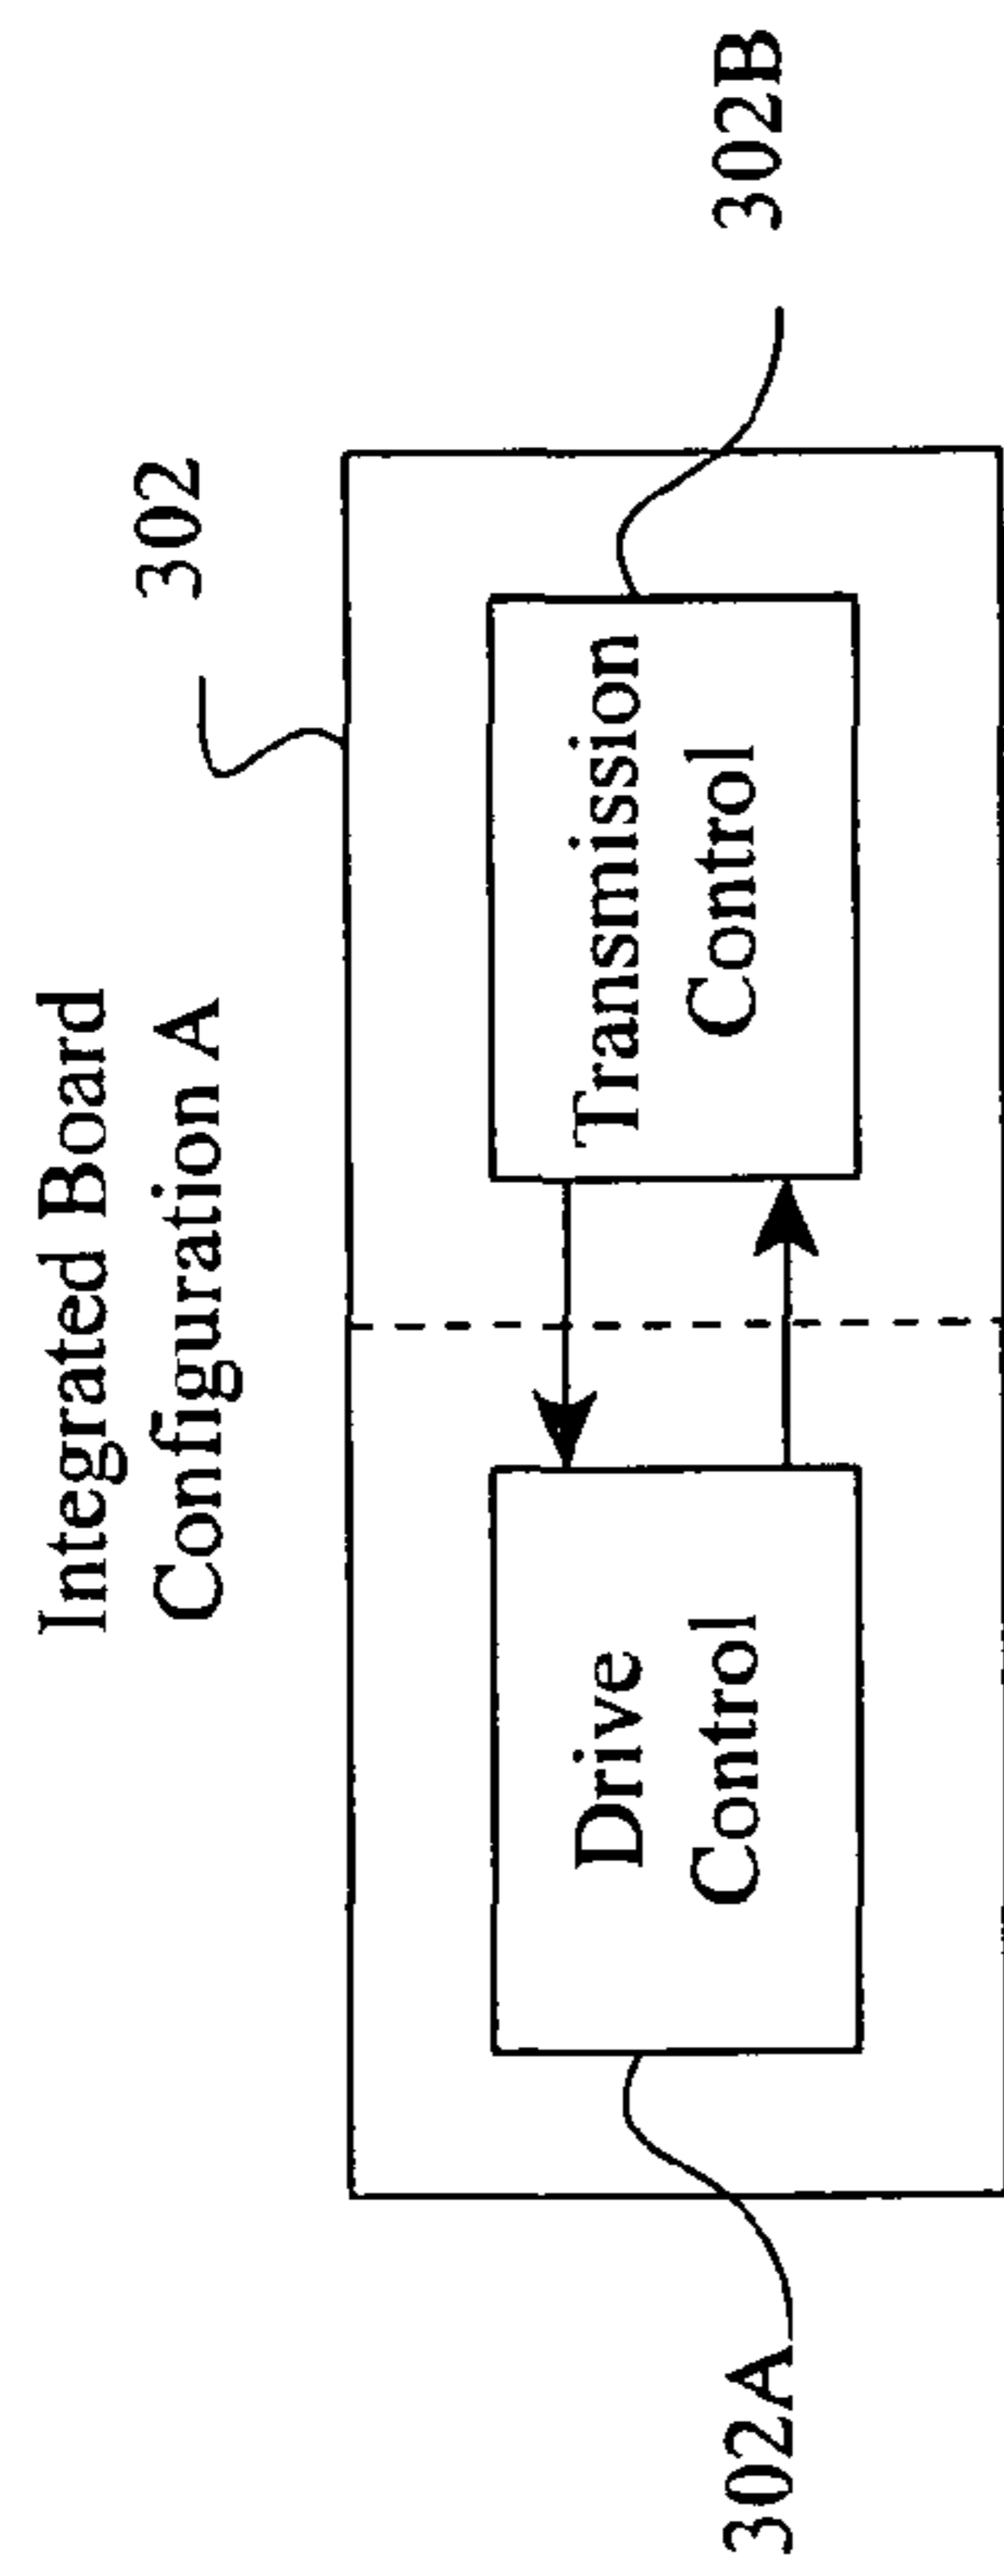 Integrated Board
Configuration A
302
Drive
Control
Transmission
Control
302A
302B